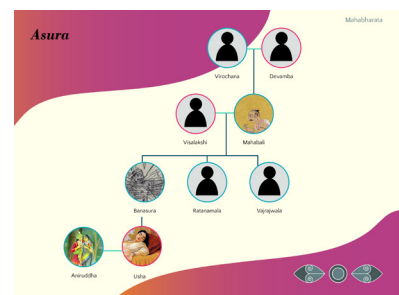 Asura
Mahabharata
Virochana
Devamba
Visalakshi
Mahabali
Banasura
Ratanamala
Vajrajwala
Aniruddha
Usha